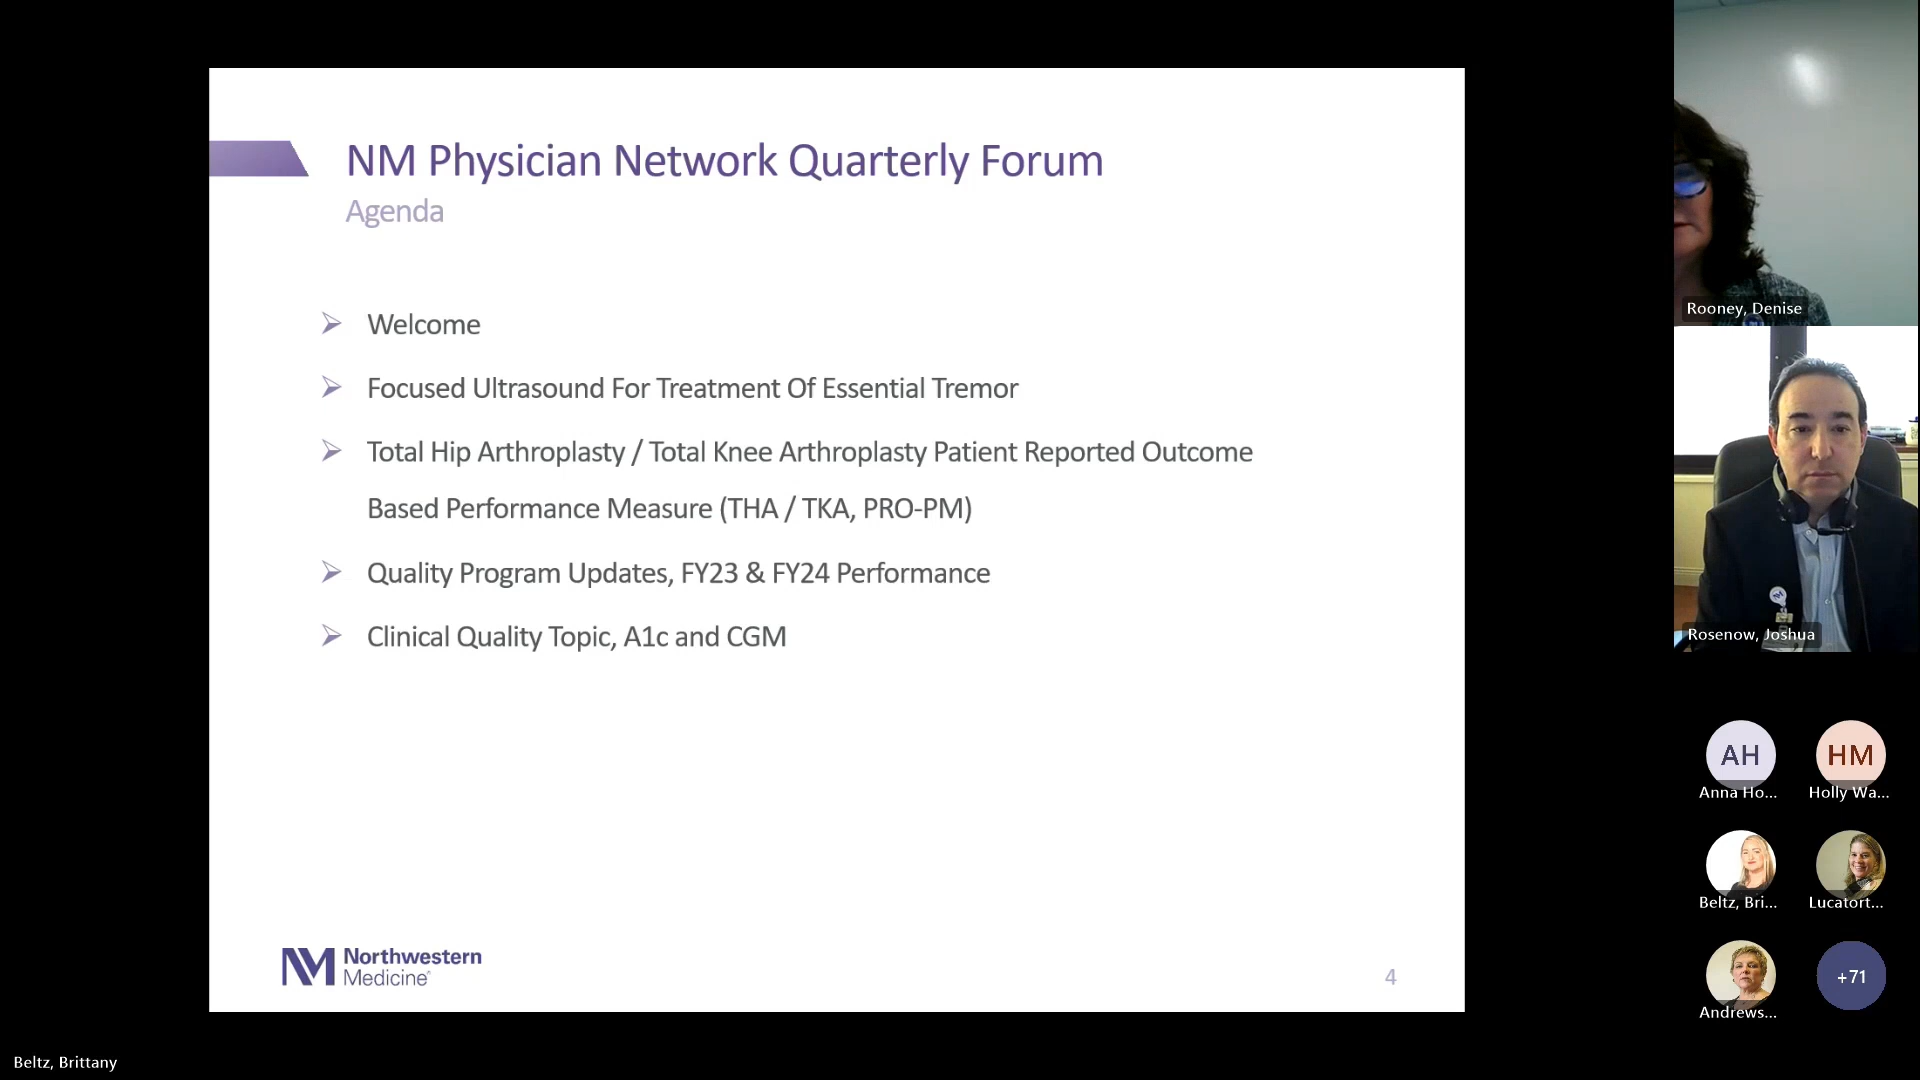 NM Physician Network Quarterly Forum
Agenda
Welcome
Focused Ultrasound For Treatment Of Essential Tremor
Total Hip Arthroplasty / Total Knee Arthroplasty Patient Reported Outcome
Based Performance Measure (THA / TKA, PRO-PM)
Quality Program Updates, FY23 & FY24 Performance
Clinical Quality Topic, A1c and CGM
NM Northwestern
Medicine®
4
Rooney, Denise
Rosenow, Joshua
AH
HM
Anna Ho...
Holly Wa...
Beltz, Bri...
Lucatort...
+71
Andrews...
Beltz, Brittany